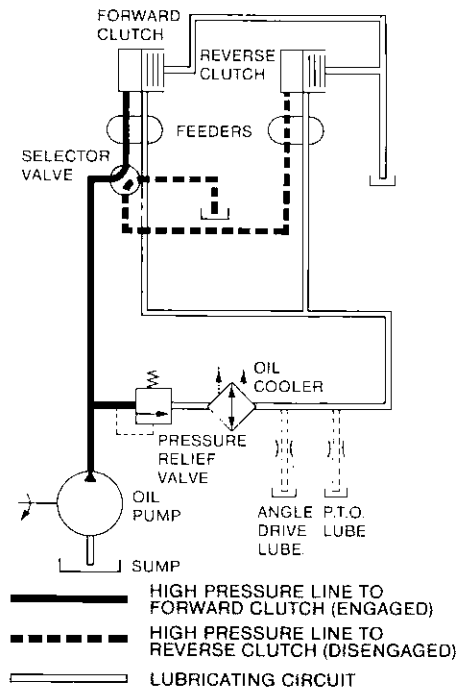 FORWARD
CLUTCH
REVERSE
CLUTCH
FEEDERS
SELECTOR
VALVE
OIL
COOLER
PRESSURE
RELIEF
VALVE
OIL
PUMP
ANGLE
DRIVE
LUBE.
P.T.O.
LUBE
SUMP
HIGH PRESSURE LINE TO
FORWARD CLUTCH (ENGAGED)
HIGH PRESSURE LINE TO
REVERSE CLUTCH (DISENGAGED)
LUBRICATING CIRCUIT